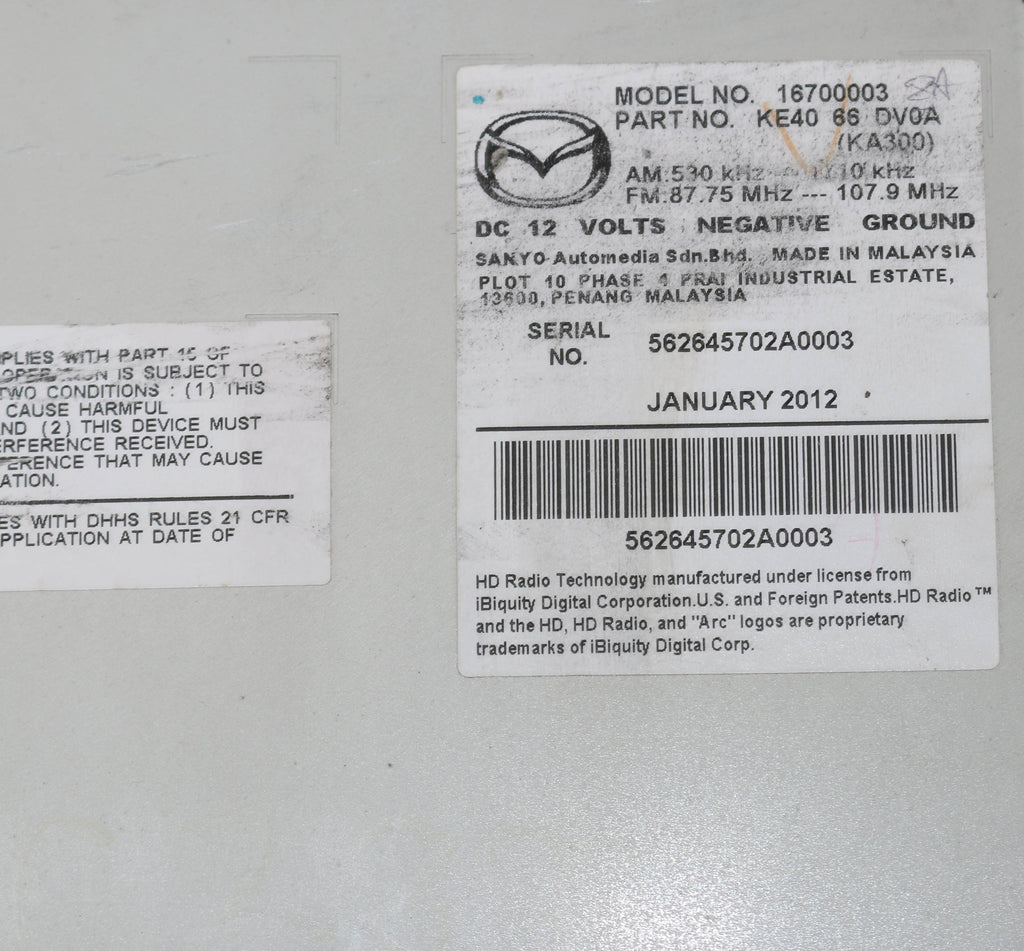 MODEL NO. 16700003
PART NO. KE40 66 DV0A
(KA300)
AM:530 kHz kHz
FM:87.75 MHz --- 107.9 MHz
DC 12 VOLTS NEGATIVE GROUND
SANYO Automedia Sdn.Bhd. MADE IN MALAYSIA
PLOT 10 PHASE 4 PRAI INDUSTRIAL ESTATE,
13600, PENANG MALAYSIA
SERIAL NO. 562645702A0003
JANUARY 2012
562645702A0003
HD Radio Technology manufactured under license from
iBiquity Digital Corporation.U.S. and Foreign Patents.HD Radio™
and the HD, HD Radio, and "Arc" logos are proprietary
trademarks of iBiquity Digital Corp.
PLIES WITH PART 15 OF
OPERATION IS SUBJECT TO
TWO CONDITIONS : (1) THIS
CAUSE HARMFUL
ND (2) THIS DEVICE MUST
ERFERENCE RECEIVED.
ERENCE THAT MAY CAUSE
ATION.
ES WITH DHHS RULES 21 CFR
PPLICATION AT DATE OF